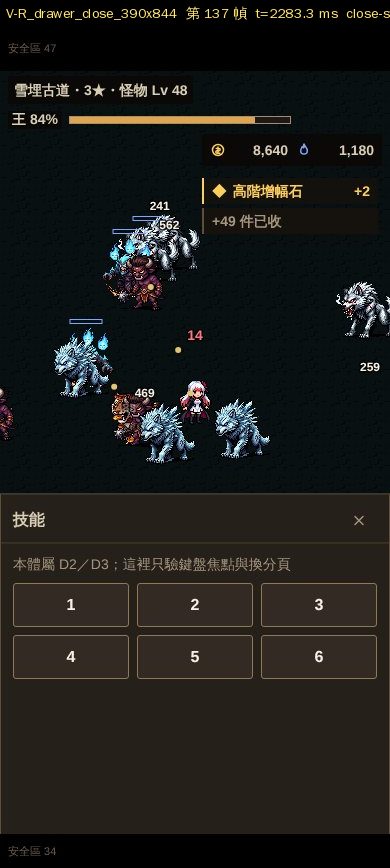 V-R_drawer_close_390x844 第 137 幀 t=2283.3 ms close-s
安全區 47
雪埋古道・3★・怪物 Lv 48
王 84%
8,640 1,180
高階增幅石 +2
+49 件已收
241
562
14
259
469
技能 ×
本體屬 D2／D3；這裡只驗鍵盤焦點與換分頁
1 2 3
4 5 6
安全區 34